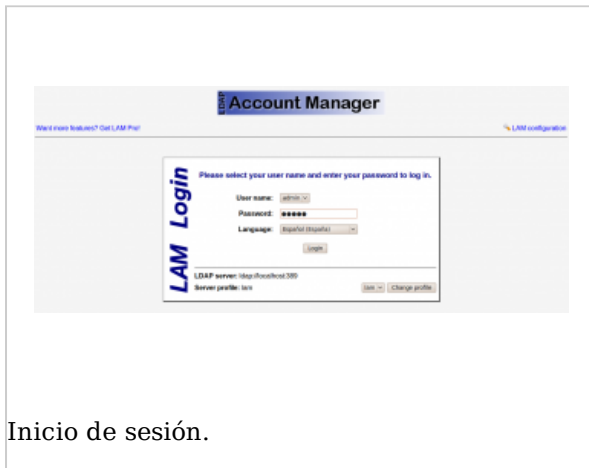 LDAP Account Manager
Want more features? Get LAM Pro!
LAM configuration
LAM Login
Please select your user name and enter your password to log in.
User name: admin
Password: ●●●●●
Language: Español (España)
Login
LDAP server: ldap://localhost:389
Server profile: lam
lam Change profile
Inicio de sesión.